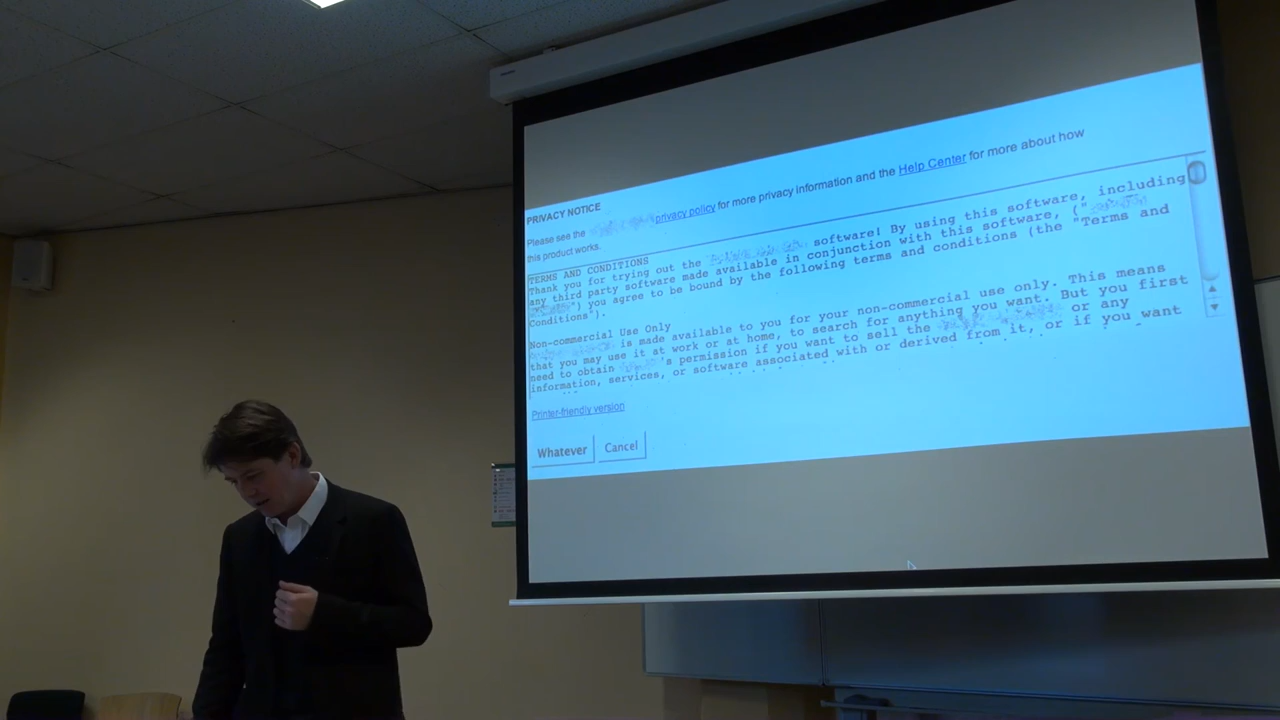 PRIVACY NOTICE
Please see the privacy policy for more privacy information and the Help Center for more about how
this product works.
TERMS AND CONDITIONS
Thank you for trying out the software! By using this software, including
any third party software made available in conjunction with this software, ("
") you agree to be bound by the following terms and conditions (the "Terms and
Conditions").
Non-commercial Use Only
is made available to you for your non-commercial use only. This means
that you may use it at work or at home, to search for anything you want. But you first
need to obtain 's permission if you want to sell the or any
information, services, or software associated with or derived from it, or if you want
Printer-friendly version
Whatever Cancel